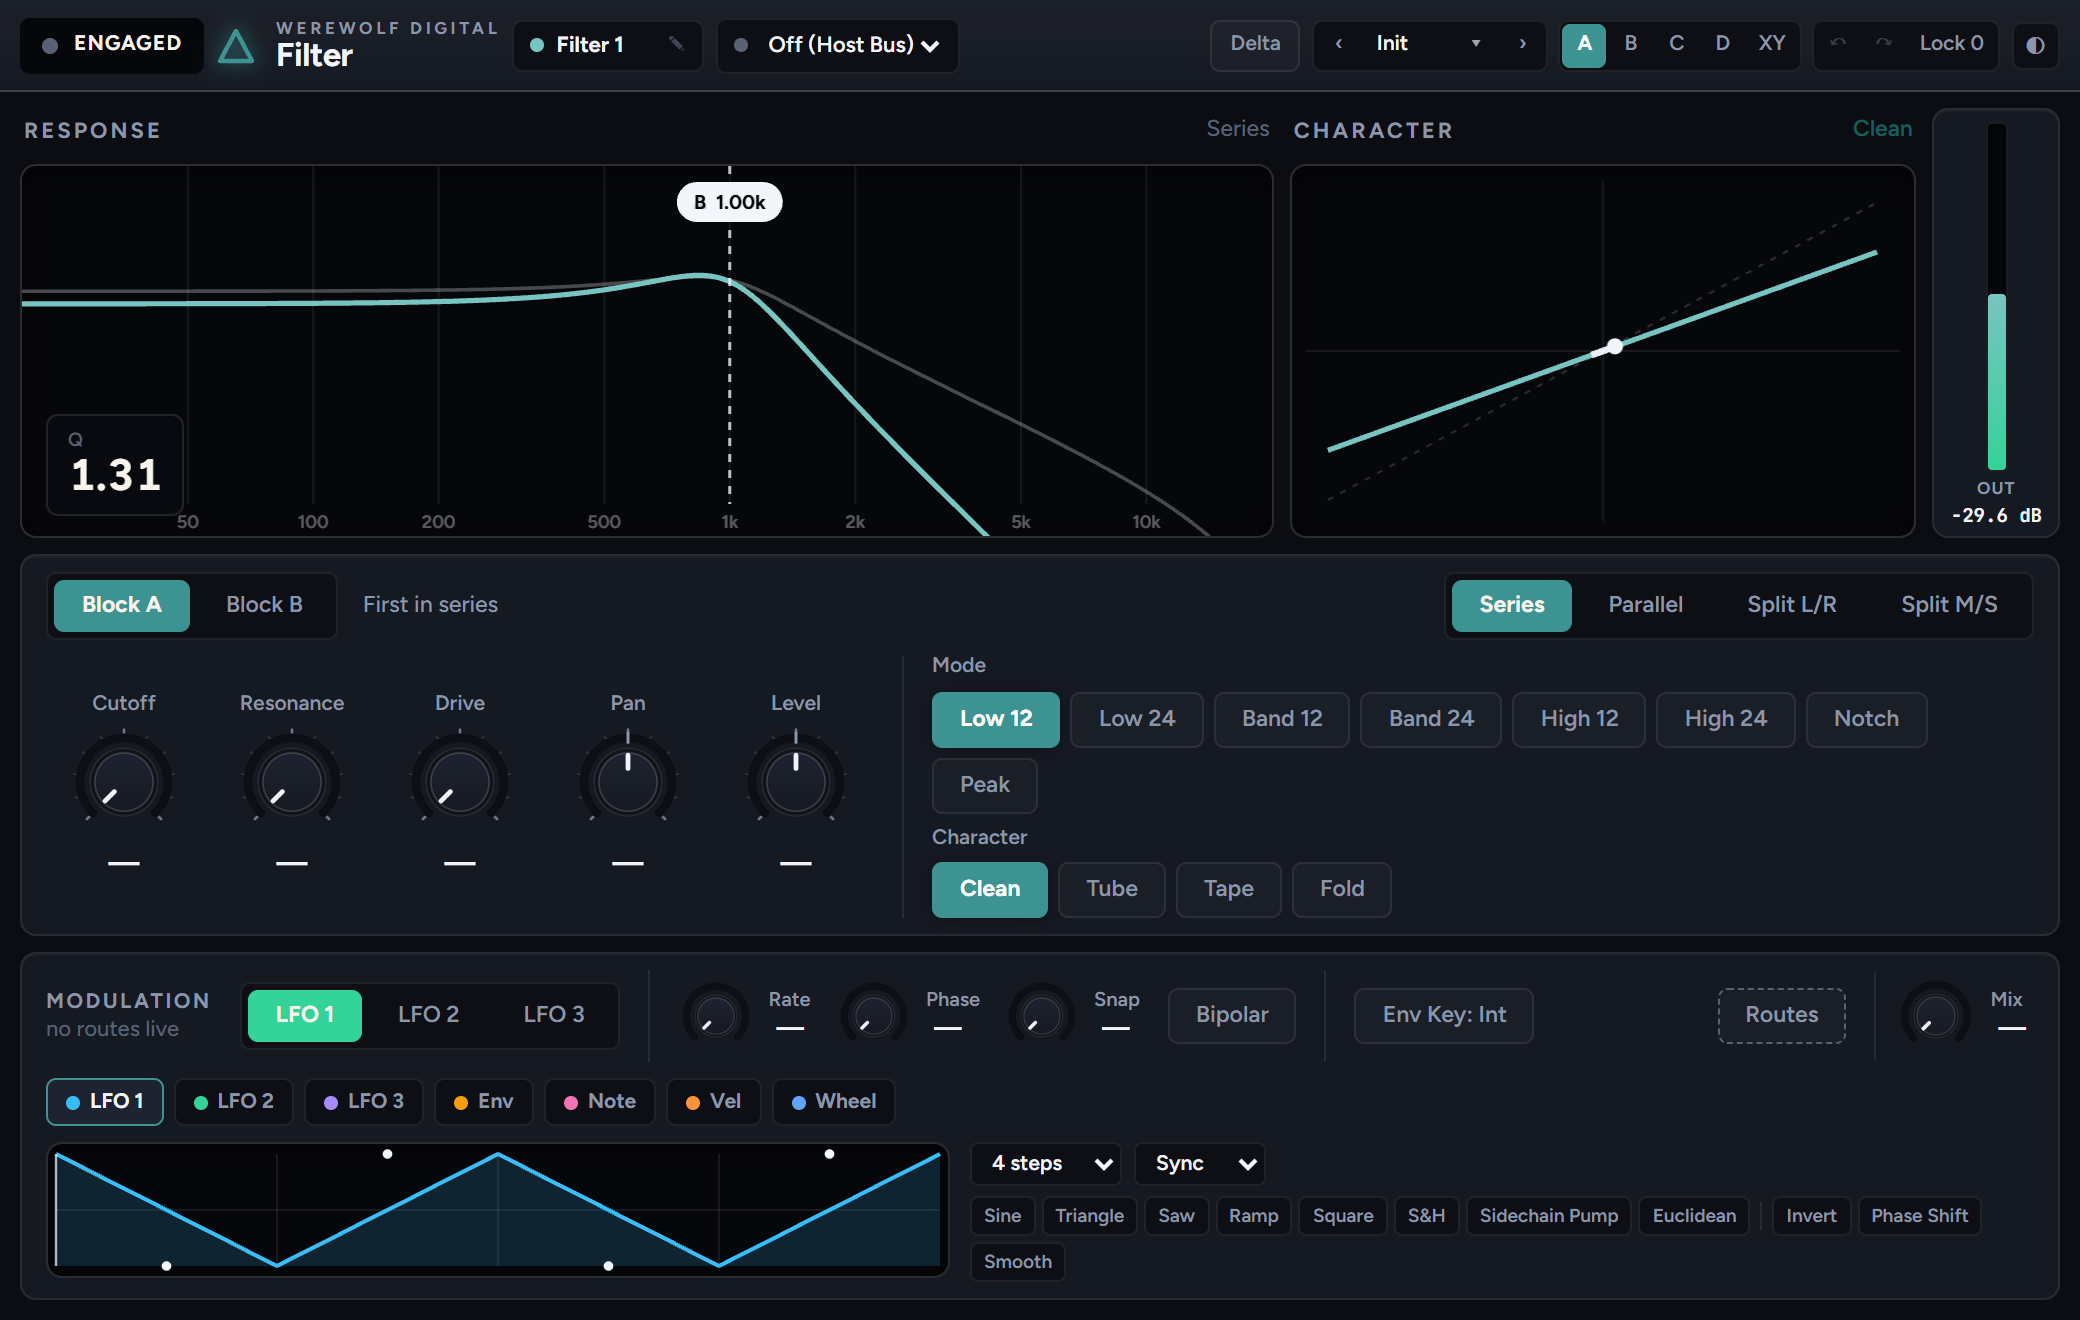 ENGAGED
WEREWOLF DIGITAL
Filter
Filter 1
Off (Host Bus)
Delta
Init
A B C D XY
Lock 0
RESPONSE
Series
CHARACTER
Clean
B 1.00k
Q
1.31
50 100 200 500 1k 2k 5k 10k
OUT
-29.6 dB
Block A Block B First in series
Series Parallel Split L/R Split M/S
Cutoff Resonance Drive Pan Level
— — — — —
Mode
Low 12 Low 24 Band 12 Band 24 High 12 High 24 Notch
Peak
Character
Clean Tube Tape Fold
MODULATION
no routes live
LFO 1 LFO 2 LFO 3
Rate —
Phase —
Snap —
Bipolar
Env Key: Int
Routes
Mix —
LFO 1 LFO 2 LFO 3 Env Note Vel Wheel
4 steps Sync
Sine Triangle Saw Ramp Square S&H Sidechain Pump Euclidean Invert Phase Shift
Smooth